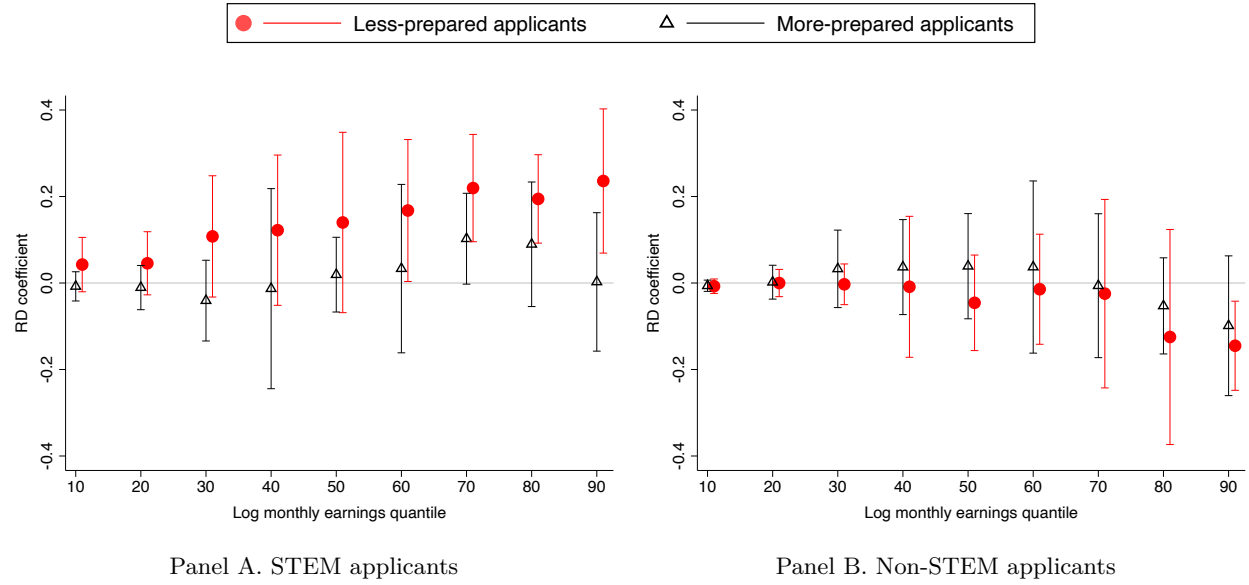 Less-prepared applicants
More-prepared applicants
RD coefficient
0.4
0.2
0.0
-0.2
-0.4
10 20 30 40 50 60 70 80 90
Log monthly earnings quantile
Panel A. STEM applicants
RD coefficient
0.4
0.2
0.0
-0.2
-0.4
10 20 30 40 50 60 70 80 90
Log monthly earnings quantile
Panel B. Non-STEM applicants